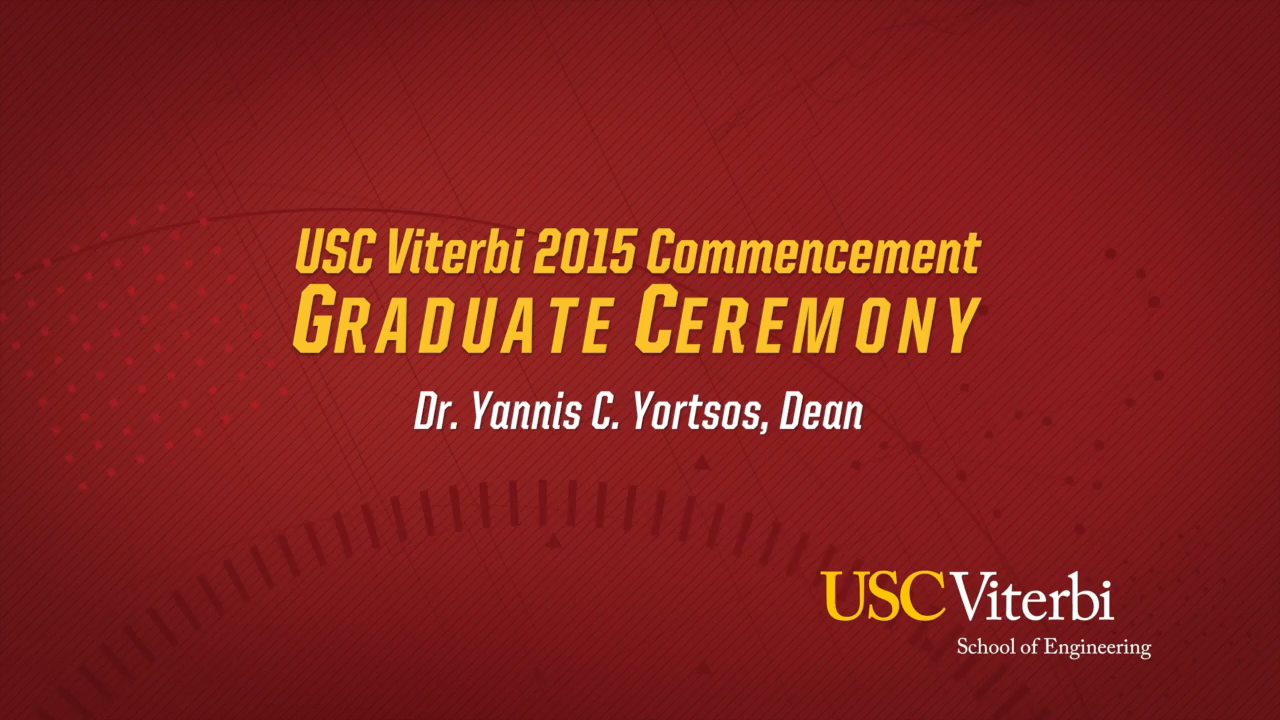 USC Viterbi 2015 Commencement
GRADUATE CEREMONY
Dr. Yannis C. Yortsos, Dean
USC Viterbi
School of Engineering